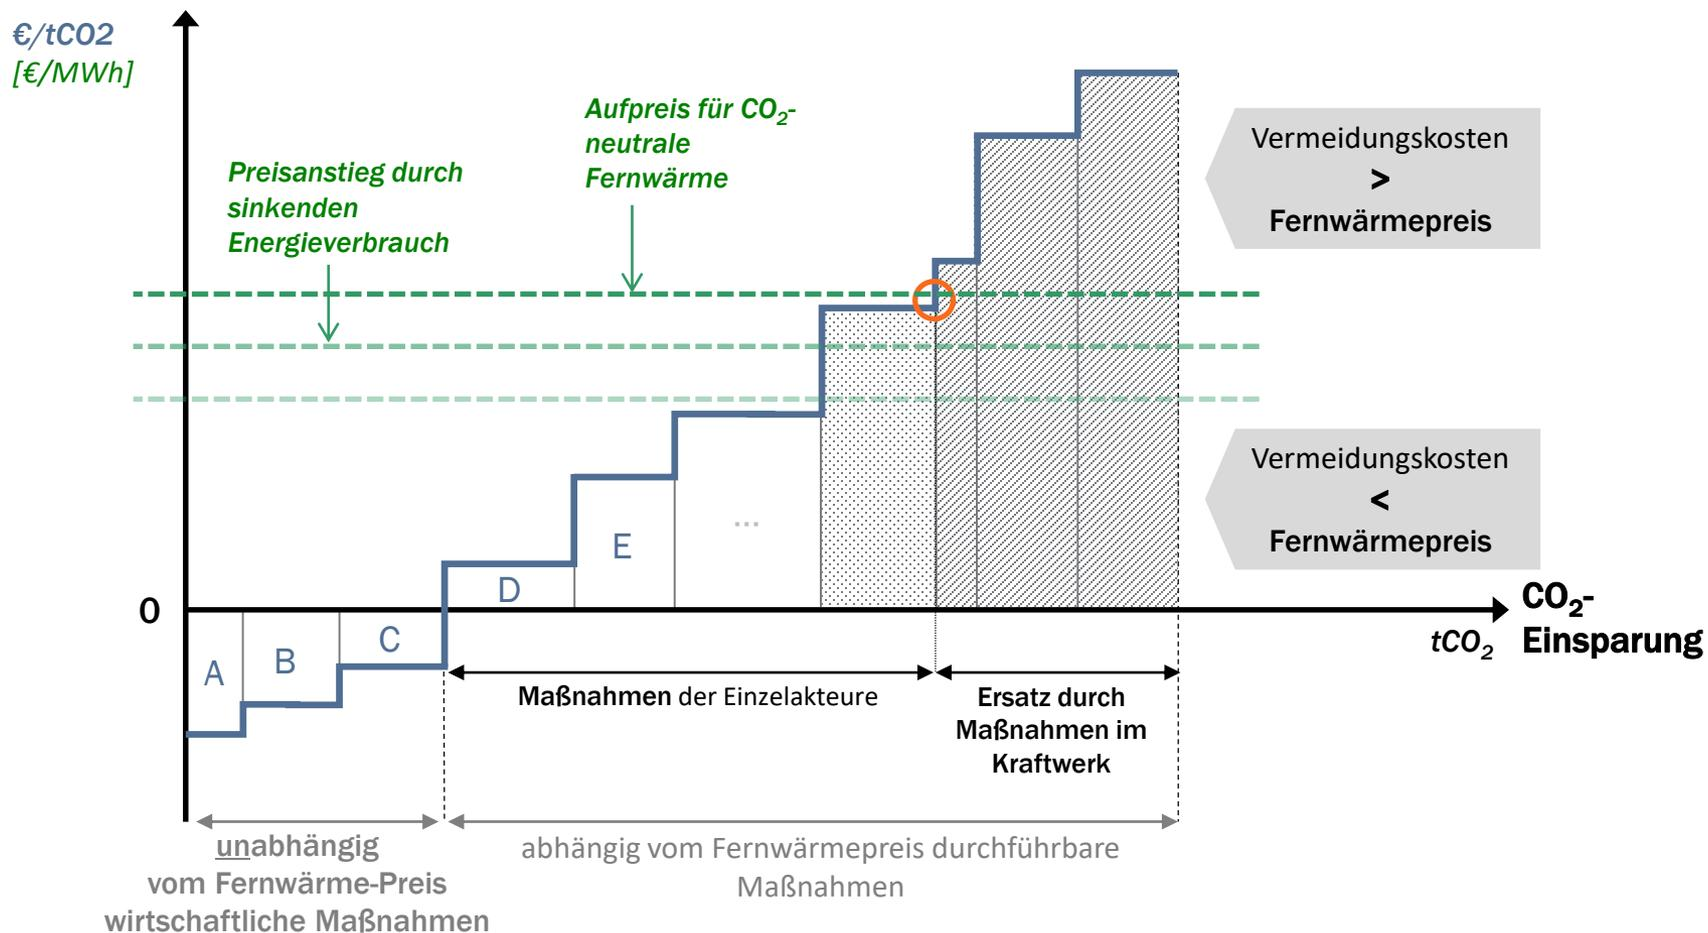 €/tCO2
[€/MWh]
Preisanstieg durch
sinkenden
Energieverbrauch
Aufpreis für CO₂-
neutrale
Fernwärme
Vermeidungskosten
>
Fernwärmepreis
Vermeidungskosten
<
Fernwärmepreis
0
A
B
C
D
E
...
CO₂-
Einsparung
tCO₂
Maßnahmen der Einzelakteure
Ersatz durch
Maßnahmen im
Kraftwerk
unabhängig
vom Fernwärme-Preis
wirtschaftliche Maßnahmen
abhängig vom Fernwärmepreis durchführbare
Maßnahmen